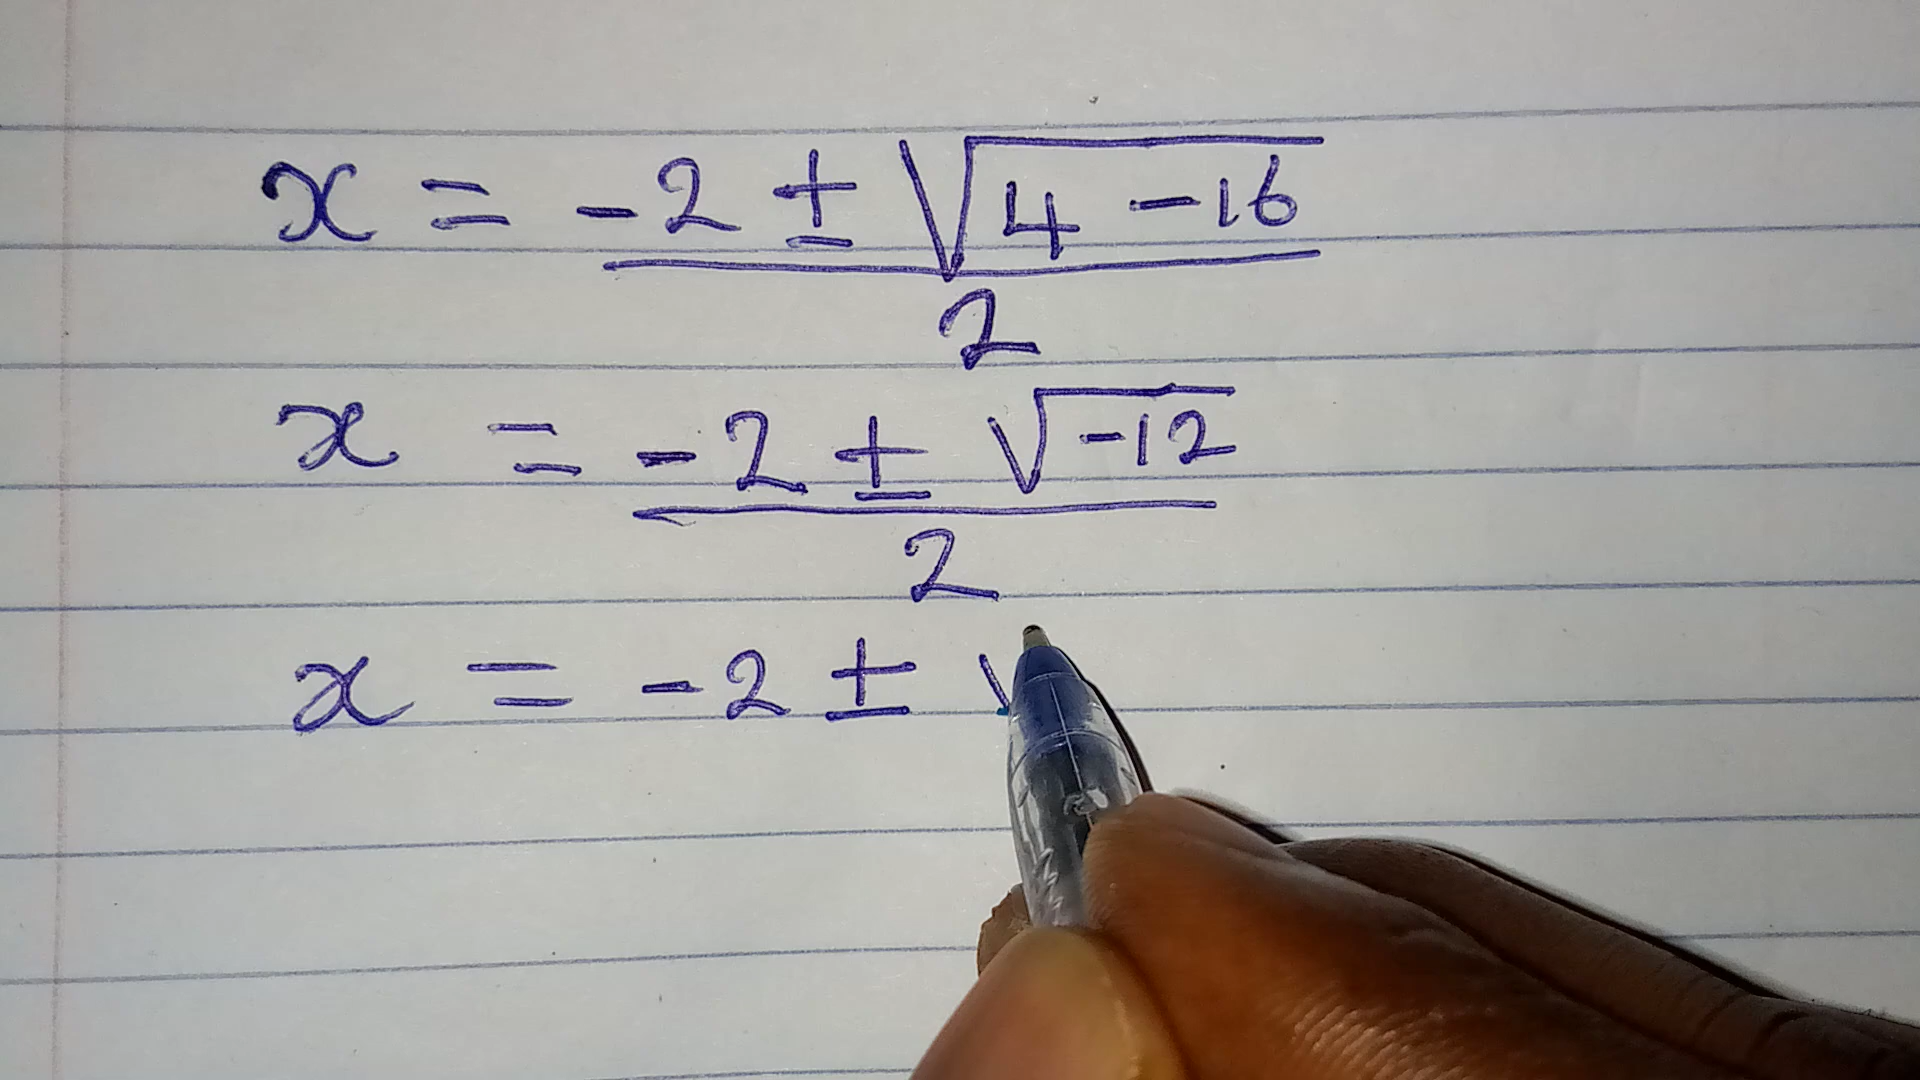 x = -2 ± √4 - 16
2
x = -2 ± √-12
2
x = -2 ± √